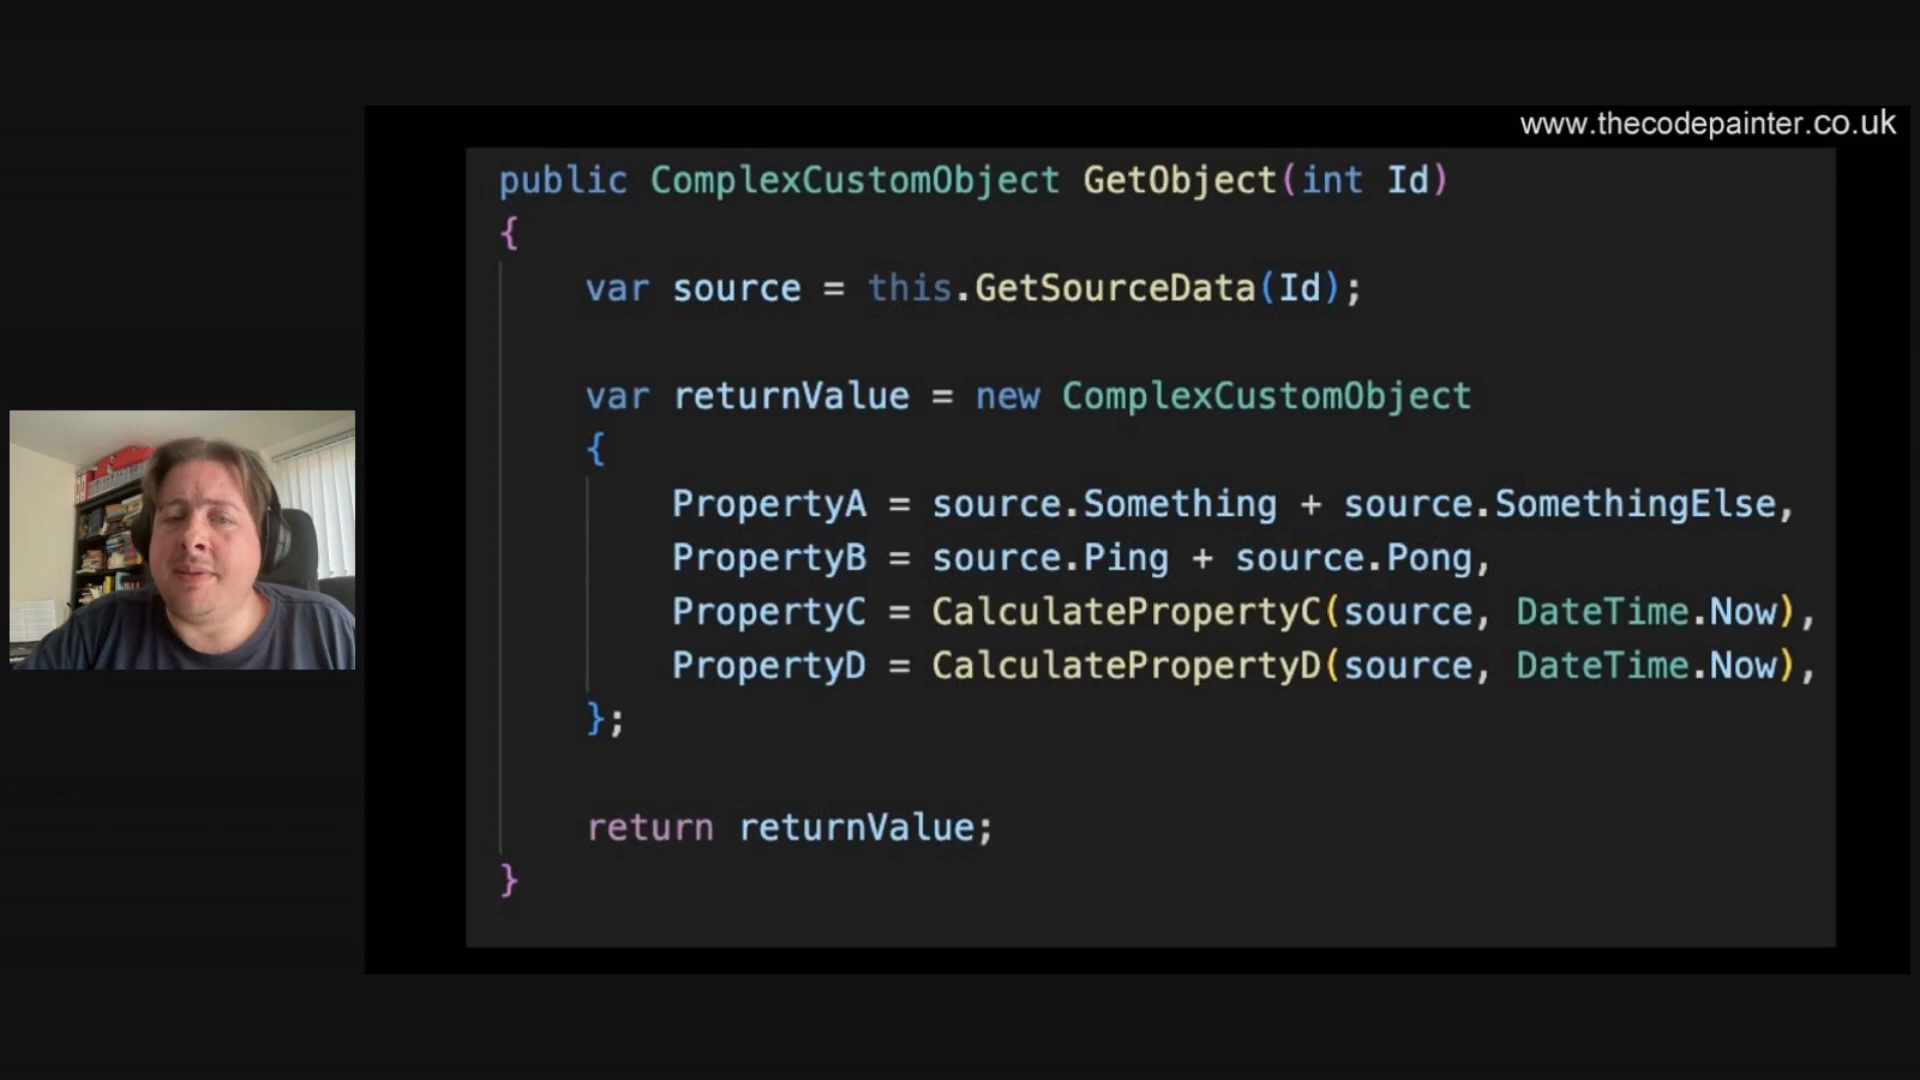 www.thecodepainter.co.uk
public ComplexCustomObject GetObject(int Id)
{
var source = this.GetSourceData(Id);
var returnValue = new ComplexCustomObject
{
PropertyA = source.Something + source.SomethingElse,
PropertyB = source.Ping + source.Pong,
PropertyC = CalculatePropertyC(source, DateTime.Now),
PropertyD = CalculatePropertyD(source, DateTime.Now),
};
return returnValue;
}